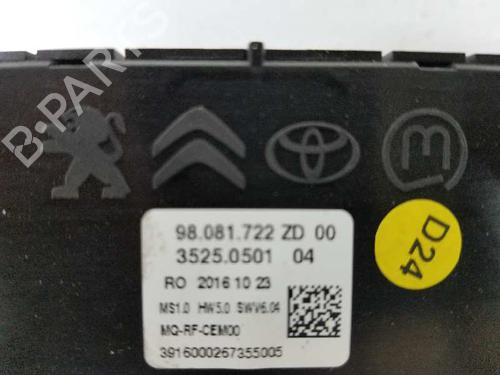 B-PARTS
98.081.722 ZD 00
3525.0501 04
RO 2016 10 23
MS1.0 HW5.0 SWV6.04
MQ-RF-CEM00
3916000267355005
D24